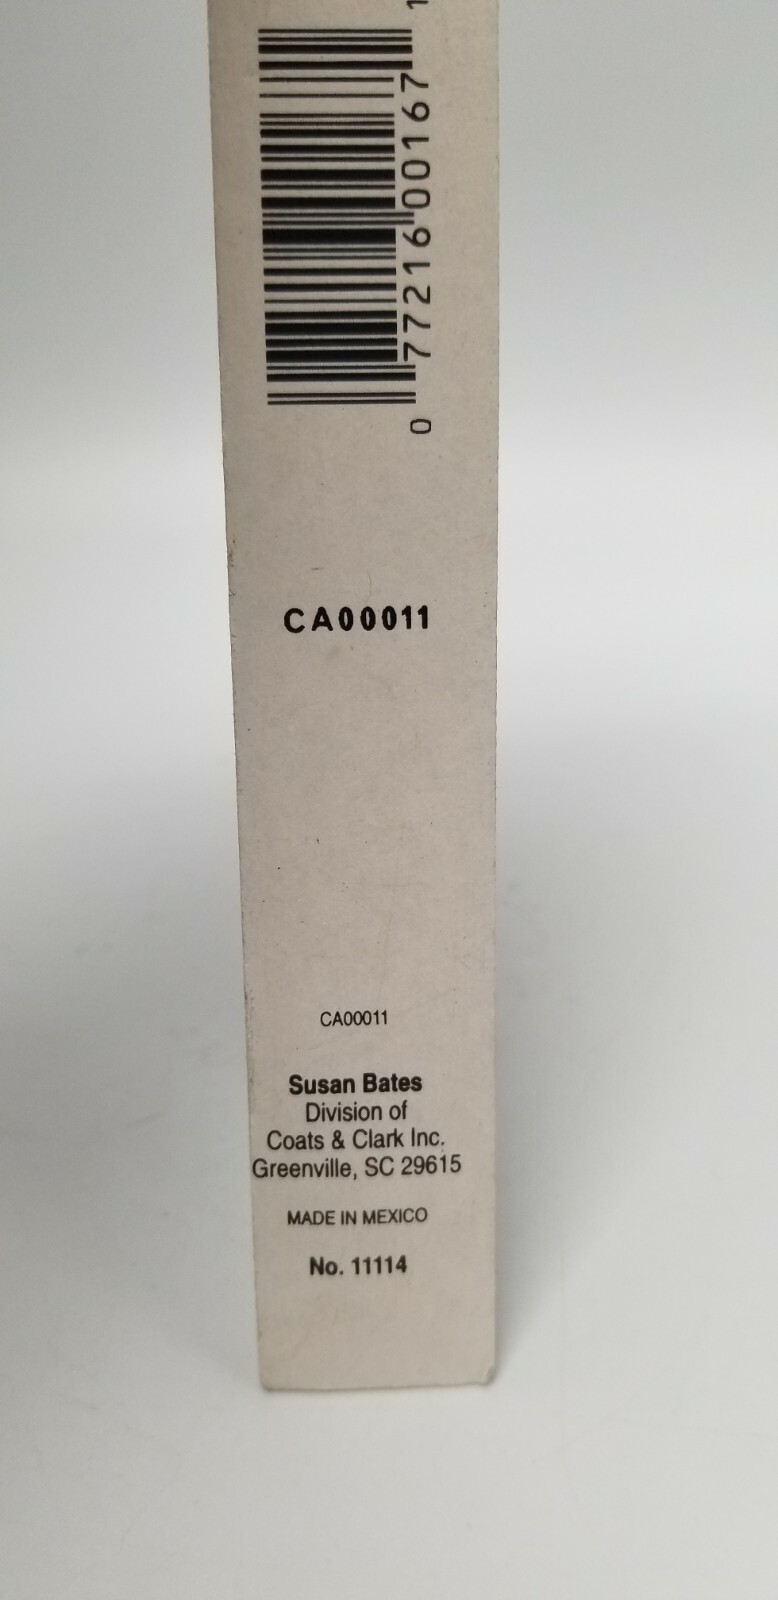 0 77216 00167 1
CA00011
CA00011
Susan Bates
Division of
Coats & Clark Inc.
Greenville, SC 29615
MADE IN MEXICO
No. 11114